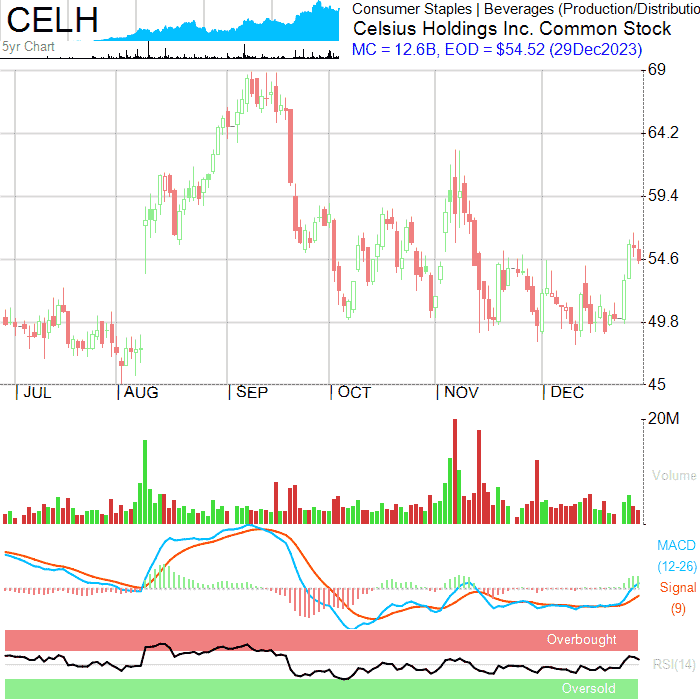 CELH
5yr Chart
Consumer Staples | Beverages (Production/Distributio
Celsius Holdings Inc. Common Stock
MC = 12.6B, EOD = $54.52 (29Dec2023)
69
64.2
59.4
54.6
49.8
45
JUL AUG SEP OCT NOV DEC
20M
Volume
MACD
(12-26)
Signal
(9)
Overbought
RSI(14)
Oversold